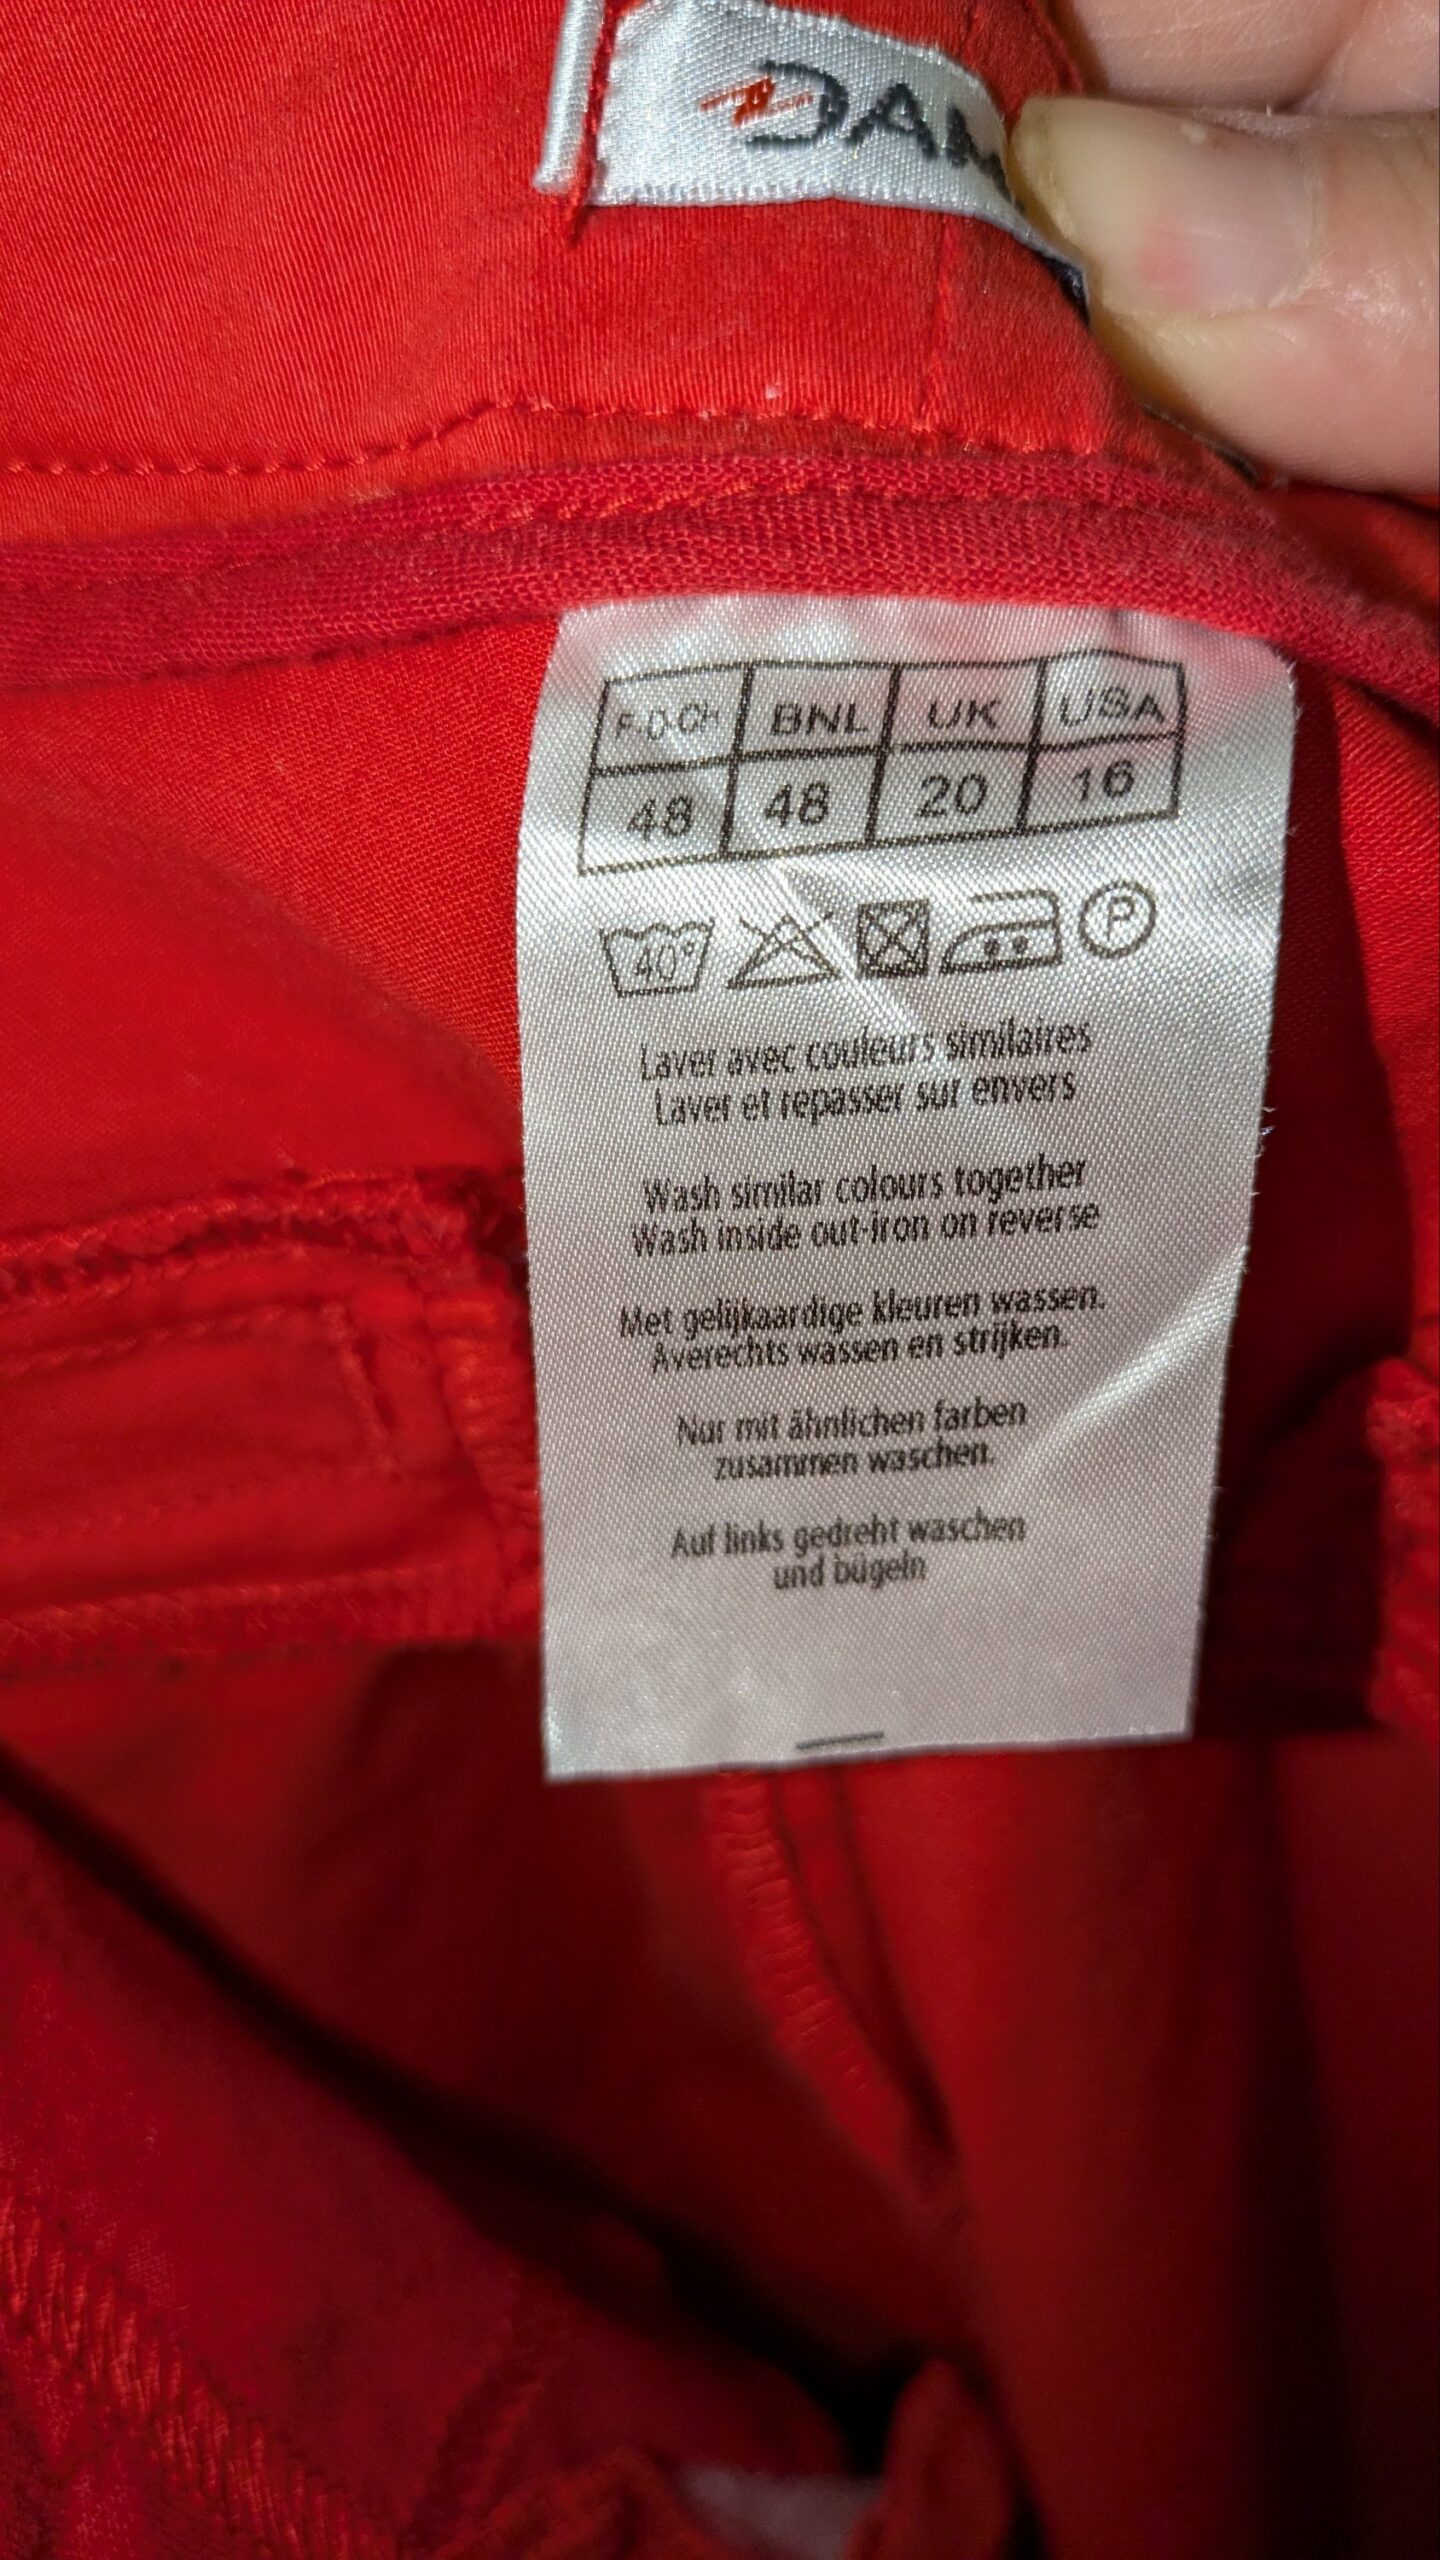 DAM
F-D-CH BNL UK USA
48 48 20 16
40° P
Laver avec couleurs similaires
Laver et repasser sur envers
Wash similar colours together
Wash inside out-iron on reverse
Met gelijkaardige kleuren wassen.
Averechts wassen en strijken.
Nur mit ähnlichen farben
zusammen waschen.
Auf links gedreht waschen
und bügeln